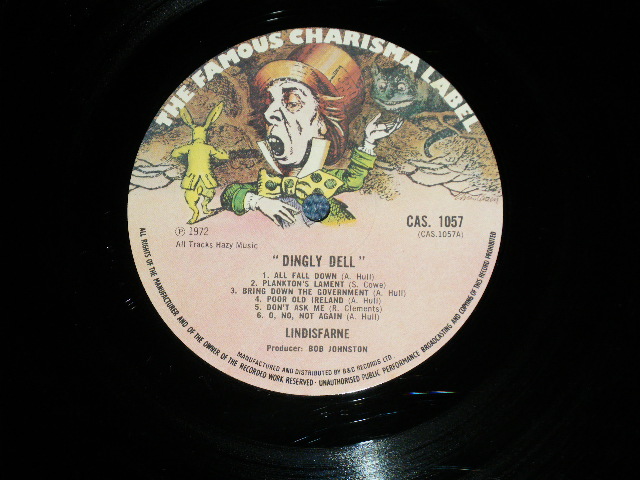 THE FAMOUS CHARISMA LABEL
CAS. 1057
(CAS.1057A)
Ⓟ 1972
All Tracks Hazy Music
"DINGLY DELL"
1. ALL FALL DOWN (A. Hull)
2. PLANKTON'S LAMENT (S. Cowe)
3. BRING DOWN THE GOVERNMENT (A. Hull)
4. POOR OLD IRELAND (A. Hull)
5. DON'T ASK ME (R. Clements)
6. O, NO, NOT AGAIN (A. Hull)
LINDISFARNE
Producer: BOB JOHNSTON
MANUFACTURED AND DISTRIBUTED BY B&C RECORDS LTD
ALL RIGHTS OF THE MANUFACTURER AND OF THE OWNER OF THE RECORDED WORK RESERVED · UNAUTHORISED PUBLIC PERFORMANCE BROADCASTING AND COPYING OF THIS RECORD PROHIBITED